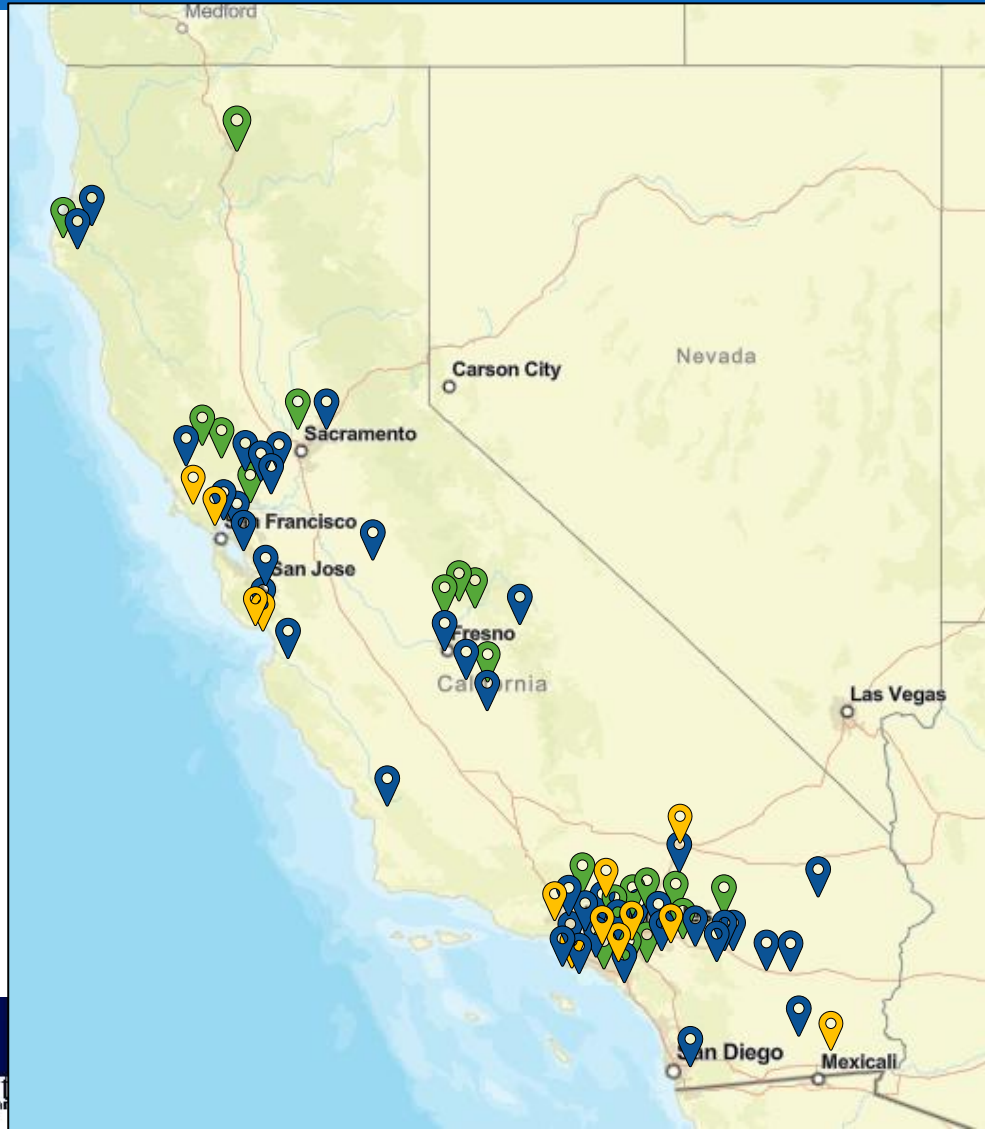 Medford
Carson City
Nevada
Sacramento
San Francisco
San Jose
Fresno
California
Las Vegas
San Diego
Mexicali